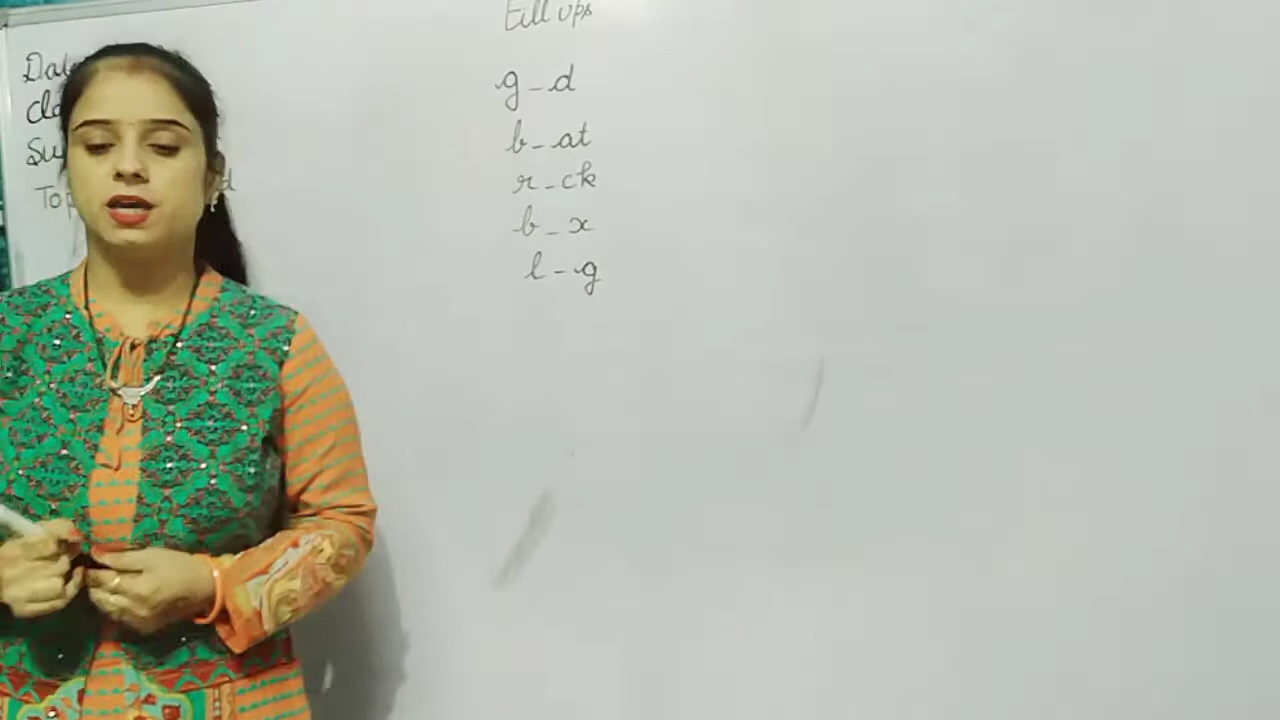 Fill ups
g_d
b_at
r_ck
b_x
l_g